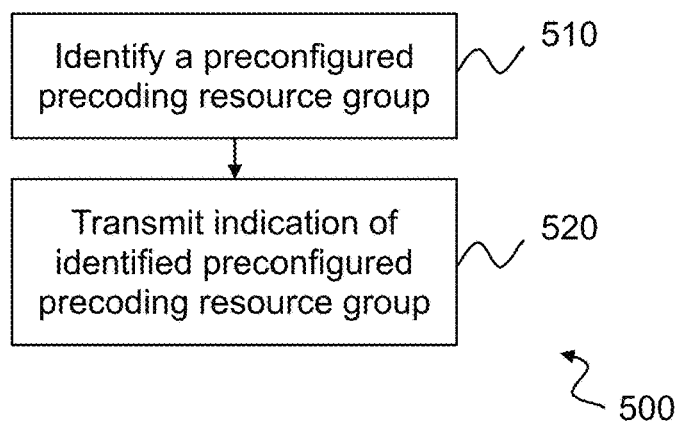 Identify a preconfigured
precoding resource group
510
Transmit indication of
identified preconfigured
precoding resource group
520
500